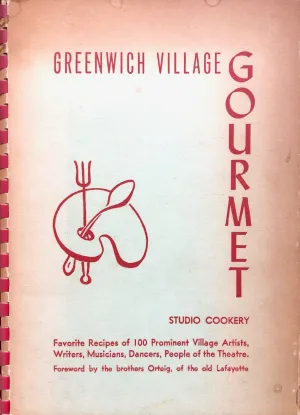 GREENWICH VILLAGE
GOURMET
STUDIO COOKERY
Favorite Recipes of 100 Prominent Village Artists,
Writers, Musicians, Dancers, People of the Theatre.
Foreword by the brothers Orteig, of the old Lafayette